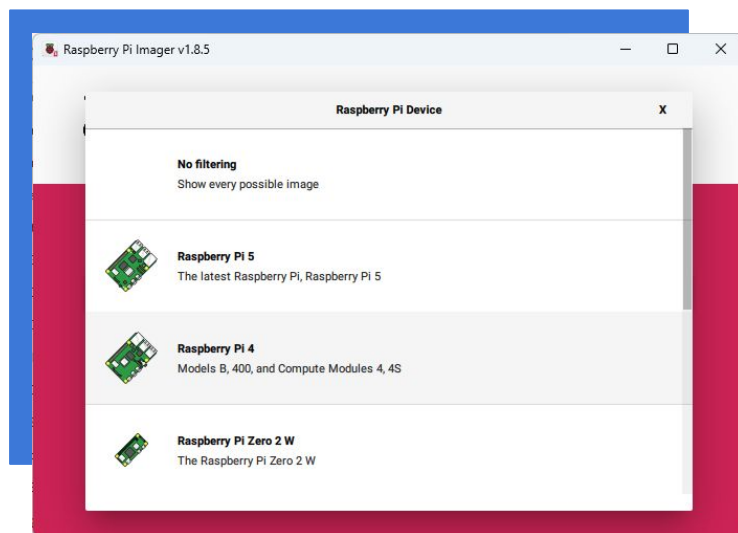 Raspberry Pi Imager v1.8.5
Raspberry Pi Device
X
No filtering
Show every possible image
Raspberry Pi 5
The latest Raspberry Pi, Raspberry Pi 5
Raspberry Pi 4
Models B, 400, and Compute Modules 4, 4S
Raspberry Pi Zero 2 W
The Raspberry Pi Zero 2 W